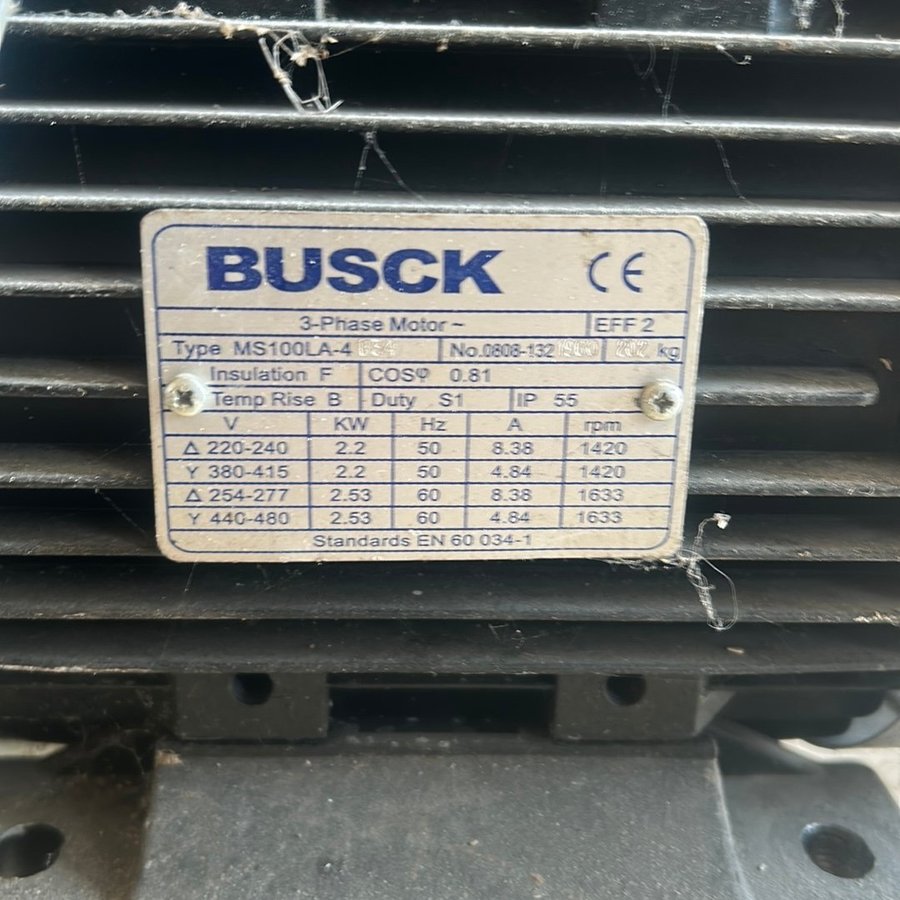 BUSCK CE
3-Phase Motor ~ EFF 2
Type MS100LA-4 B34 No.0808-132 kg
Insulation F COSφ 0.81
Temp Rise B Duty S1 IP 55
V KW Hz A rpm
Δ 220-240 2.2 50 8.38 1420
Y 380-415 2.2 50 4.84 1420
Δ 254-277 2.53 60 8.38 1633
Y 440-480 2.53 60 4.84 1633
Standards EN 60 034-1